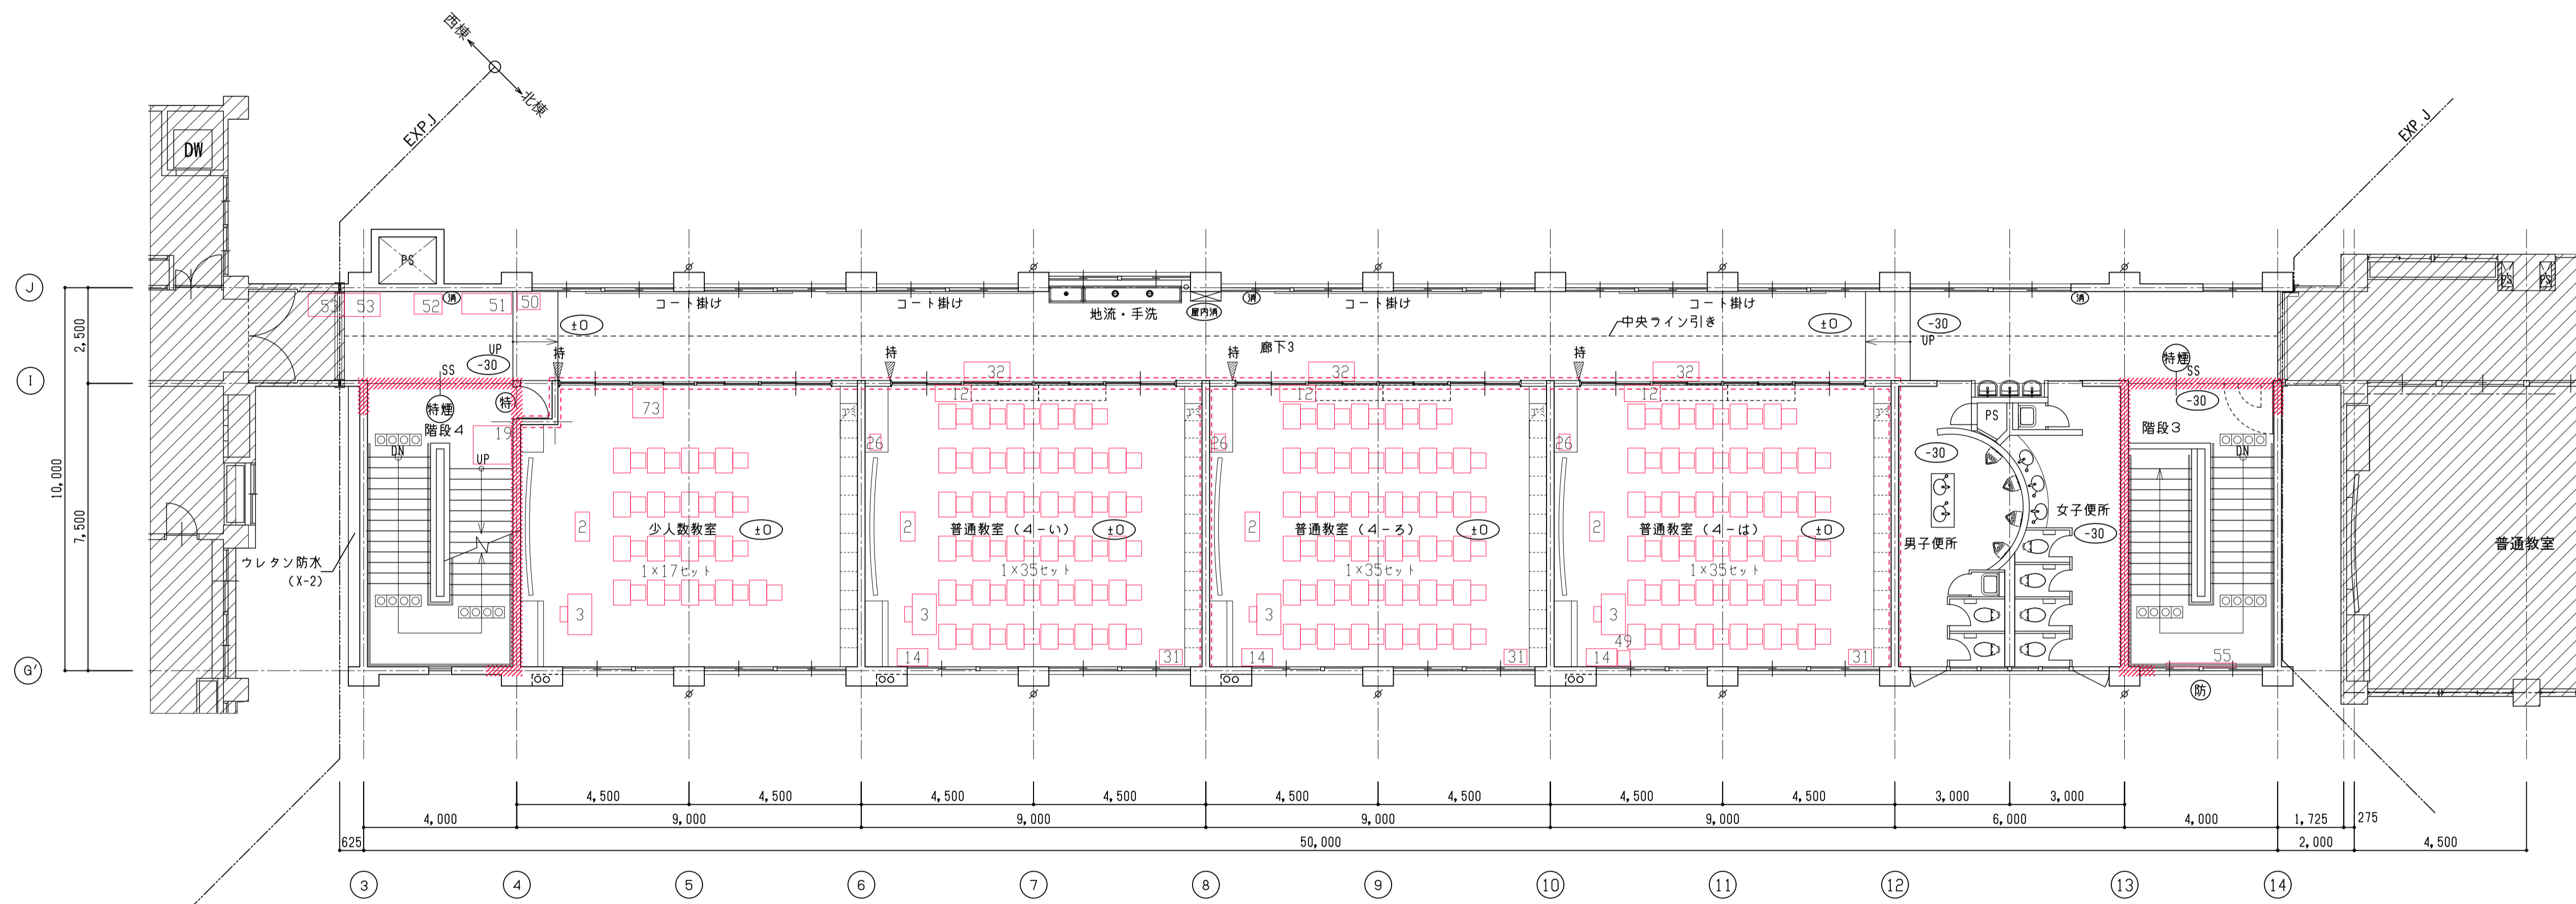 西棟
北棟
EXP.J
EXP.J
DW
PS
PS
PS
J
I
G'
2,500
10,000
7,500
53
53
52
消
51
50
コート掛け
コート掛け
地流・手洗
屋内消
消
コート掛け
コート掛け
消
±0
UP
-30
持
持
持
持
廊下3
中央ライン引き
±0
-30
UP
SS
特煙
階段4
特
19
DN
UP
73
32
12
26
32
12
26
32
12
26
PS
特煙
SS
-30
階段3
DN
2
少人数教室
±0
1×17セット
3
2
普通教室(4-い)
±0
1×35セット
3
14
31
2
普通教室(4-ろ)
±0
1×35セット
3
14
31
2
普通教室(4-は)
±0
1×35セット
3
49
14
31
-30
男子便所
女子便所
-30
55
防
普通教室
ウレタン防水
(X-2)
4,500
4,500
4,500
4,500
4,500
4,500
4,500
4,500
3,000
3,000
4,000
9,000
9,000
9,000
9,000
6,000
4,000
1,725
275
625
50,000
2,000
4,500
3
4
5
6
7
8
9
10
11
12
13
14